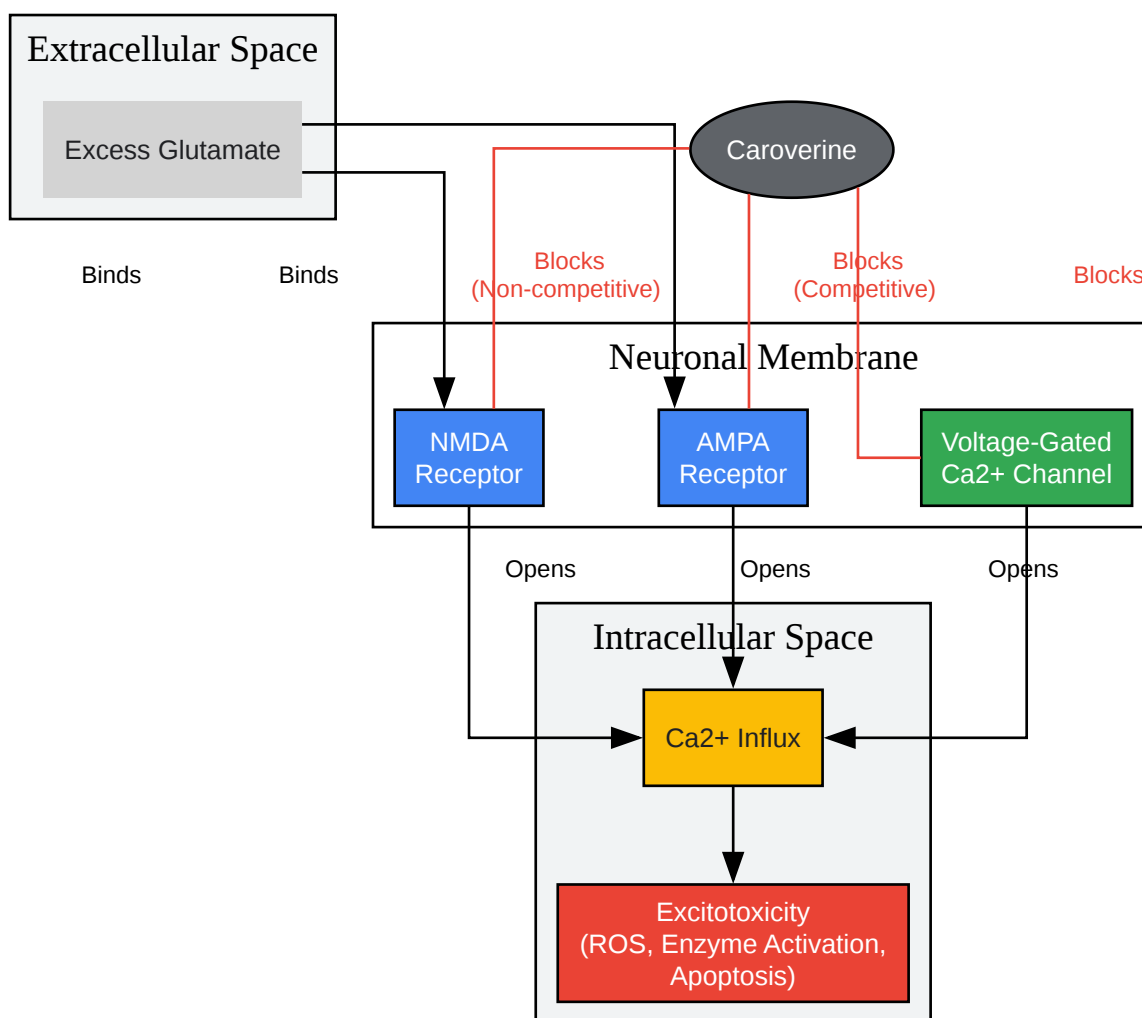 Extracellular Space
Excess Glutamate
Caroverine
Binds
Binds
Blocks
(Non-competitive)
Blocks
(Competitive)
Blocks
Neuronal Membrane
NMDA
Receptor
AMPA
Receptor
Voltage-Gated
Ca2+ Channel
Opens
Opens
Opens
Intracellular Space
Ca2+ Influx
Excitotoxicity
(ROS, Enzyme Activation,
Apoptosis)